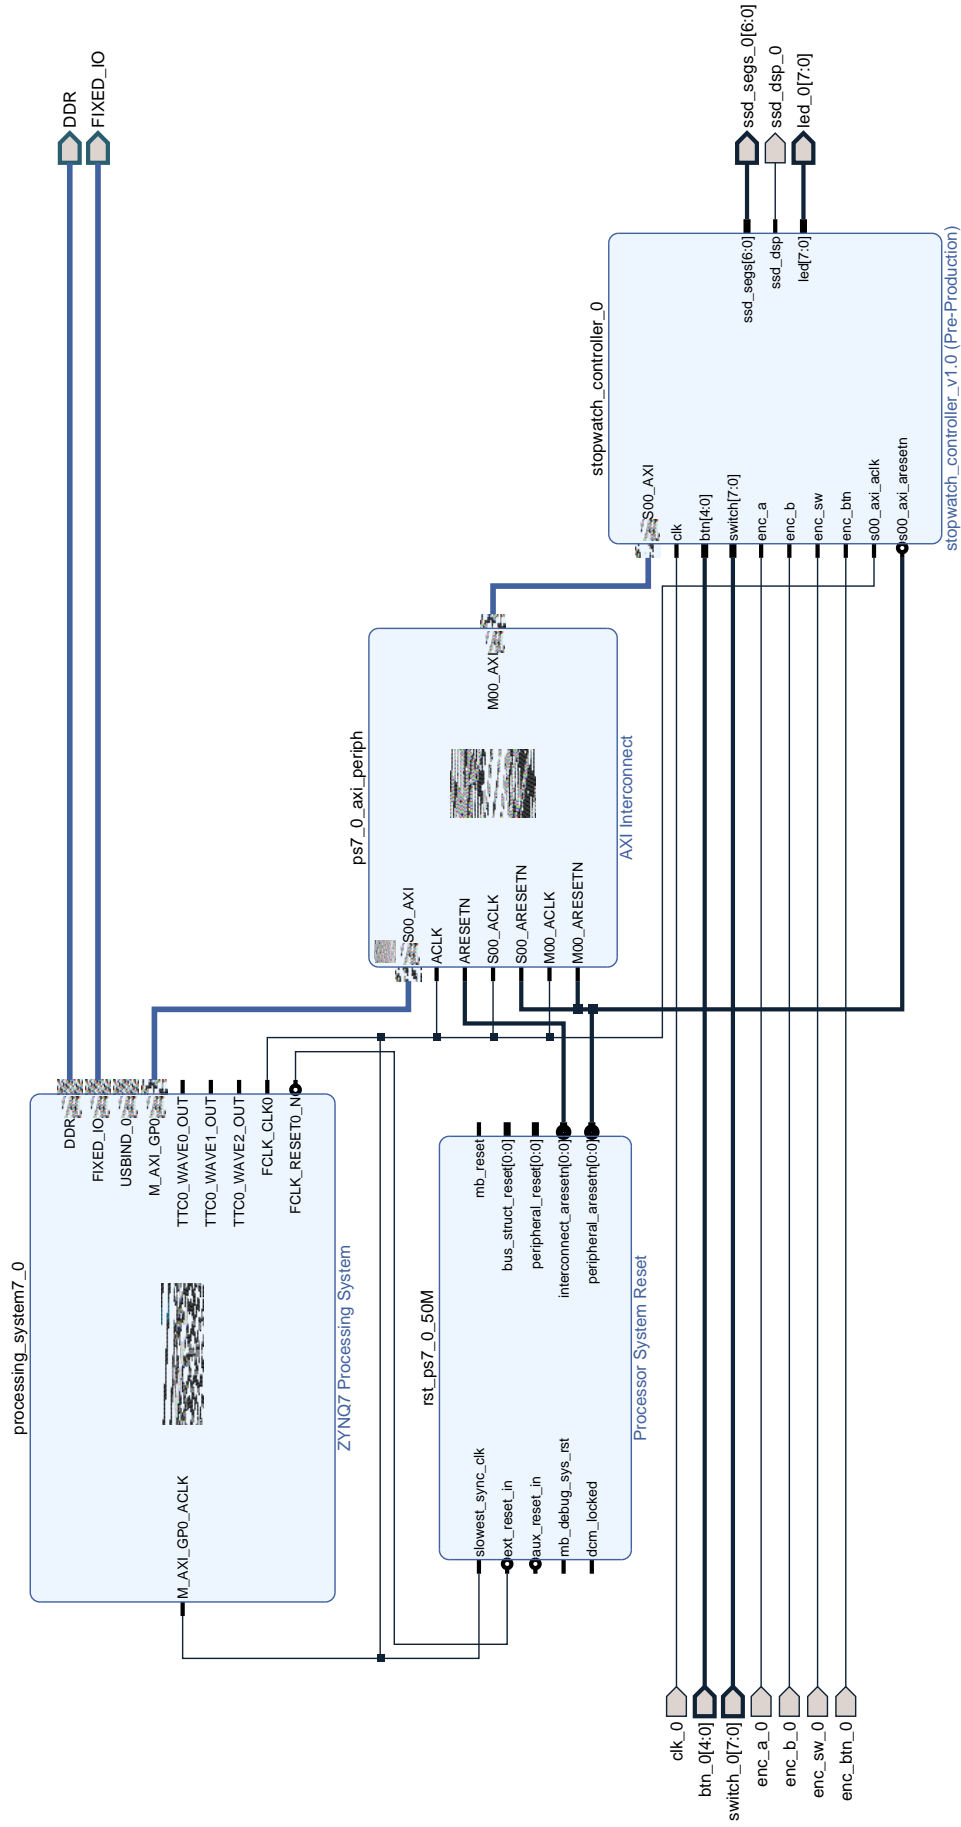 DDR
FIXED_IO
ssd_segs_0[6:0]
ssd_dsp_0
led_0[7:0]
processing_system7_0
M_AXI_GP0_ACLK
DDR
FIXED_IO
USBIND_0
M_AXI_GP0
TTC0_WAVE0_OUT
TTC0_WAVE1_OUT
TTC0_WAVE2_OUT
FCLK_CLK0
FCLK_RESET0_N
ZYNQ7 Processing System
rst_ps7_0_50M
slowest_sync_clk
ext_reset_in
aux_reset_in
mb_debug_sys_rst
dcm_locked
mb_reset
bus_struct_reset[0:0]
peripheral_reset[0:0]
interconnect_aresetn[0:0]
peripheral_aresetn[0:0]
Processor System Reset
ps7_0_axi_periph
S00_AXI
ACLK
ARESETN
S00_ACLK
S00_ARESETN
M00_ACLK
M00_ARESETN
M00_AXI
AXI Interconnect
stopwatch_controller_0
S00_AXI
clk
btn[4:0]
switch[7:0]
enc_a
enc_b
enc_sw
enc_btn
s00_axi_aclk
s00_axi_aresetn
ssd_segs[6:0]
ssd_dsp
led[7:0]
stopwatch_controller_v1.0 (Pre-Production)
clk_0
btn_0[4:0]
switch_0[7:0]
enc_a_0
enc_b_0
enc_sw_0
enc_btn_0